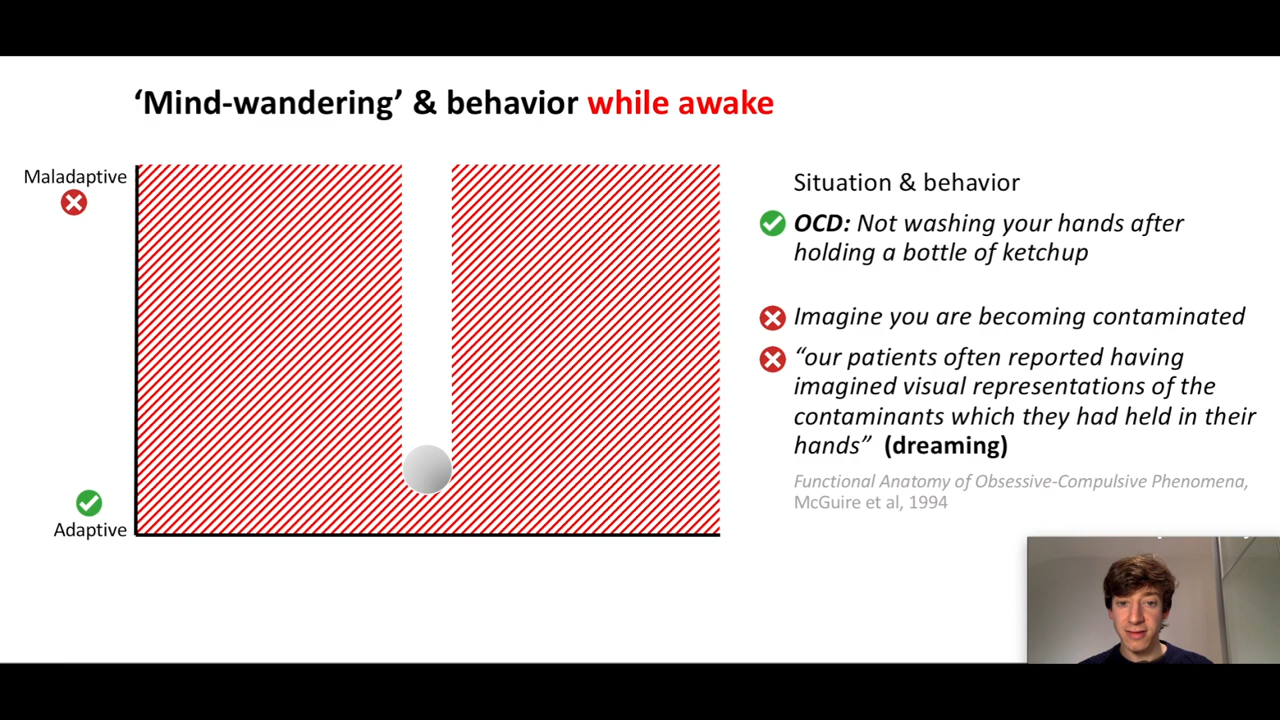 ‘Mind-wandering’ & behavior while awake
Maladaptive
Adaptive
Situation & behavior
OCD: Not washing your hands after
holding a bottle of ketchup
Imagine you are becoming contaminated
“our patients often reported having
imagined visual representations of the
contaminants which they had held in their
hands” (dreaming)
Functional Anatomy of Obsessive-Compulsive Phenomena,
McGuire et al, 1994